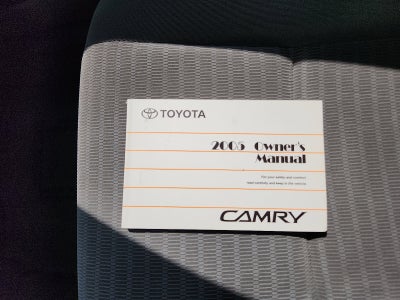 TOYOTA
2005 Owner's
Manual
For your safety and comfort
read carefully and keep in the vehicle.
CAMRY